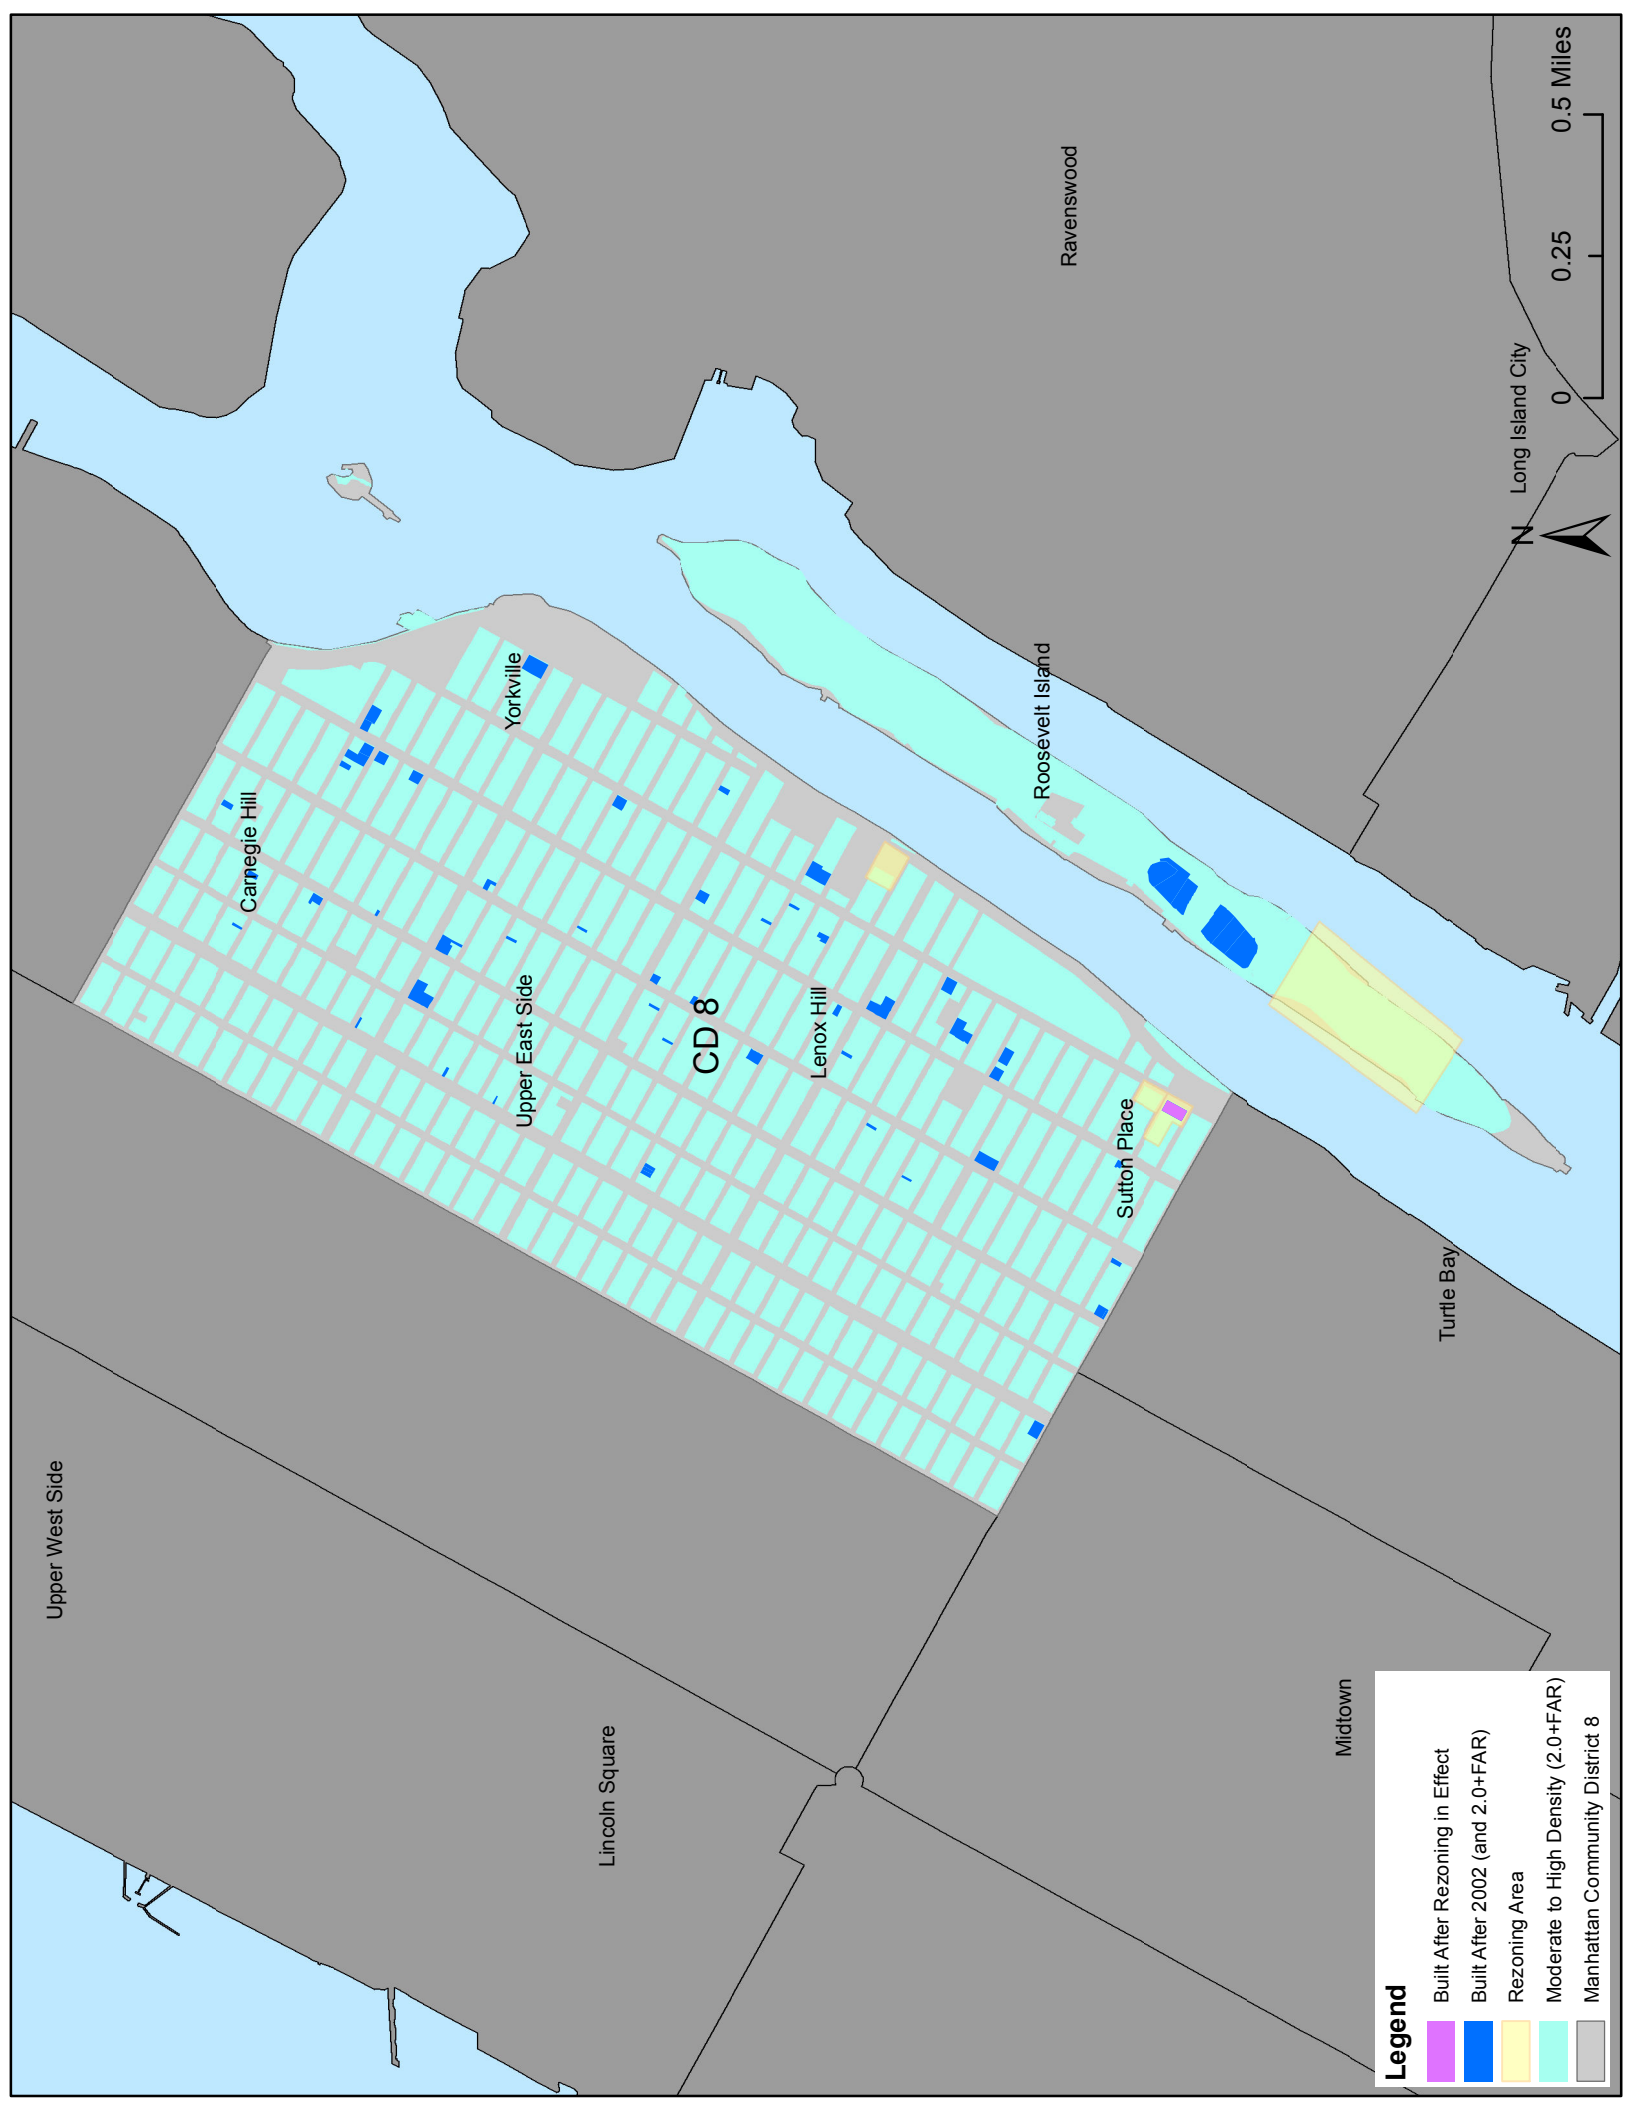 Upper West Side
Lincoln Square
Carnegie Hill
Yorkville
Upper East Side
CD 8
Lenox Hill
Sutton Place
Roosevelt Island
Ravenswood
Long Island City
Turtle Bay
Midtown
N
0 0.25 0.5 Miles
Legend
Built After Rezoning in Effect
Built After 2002 (and 2.0+FAR)
Rezoning Area
Moderate to High Density (2.0+FAR)
Manhattan Community District 8